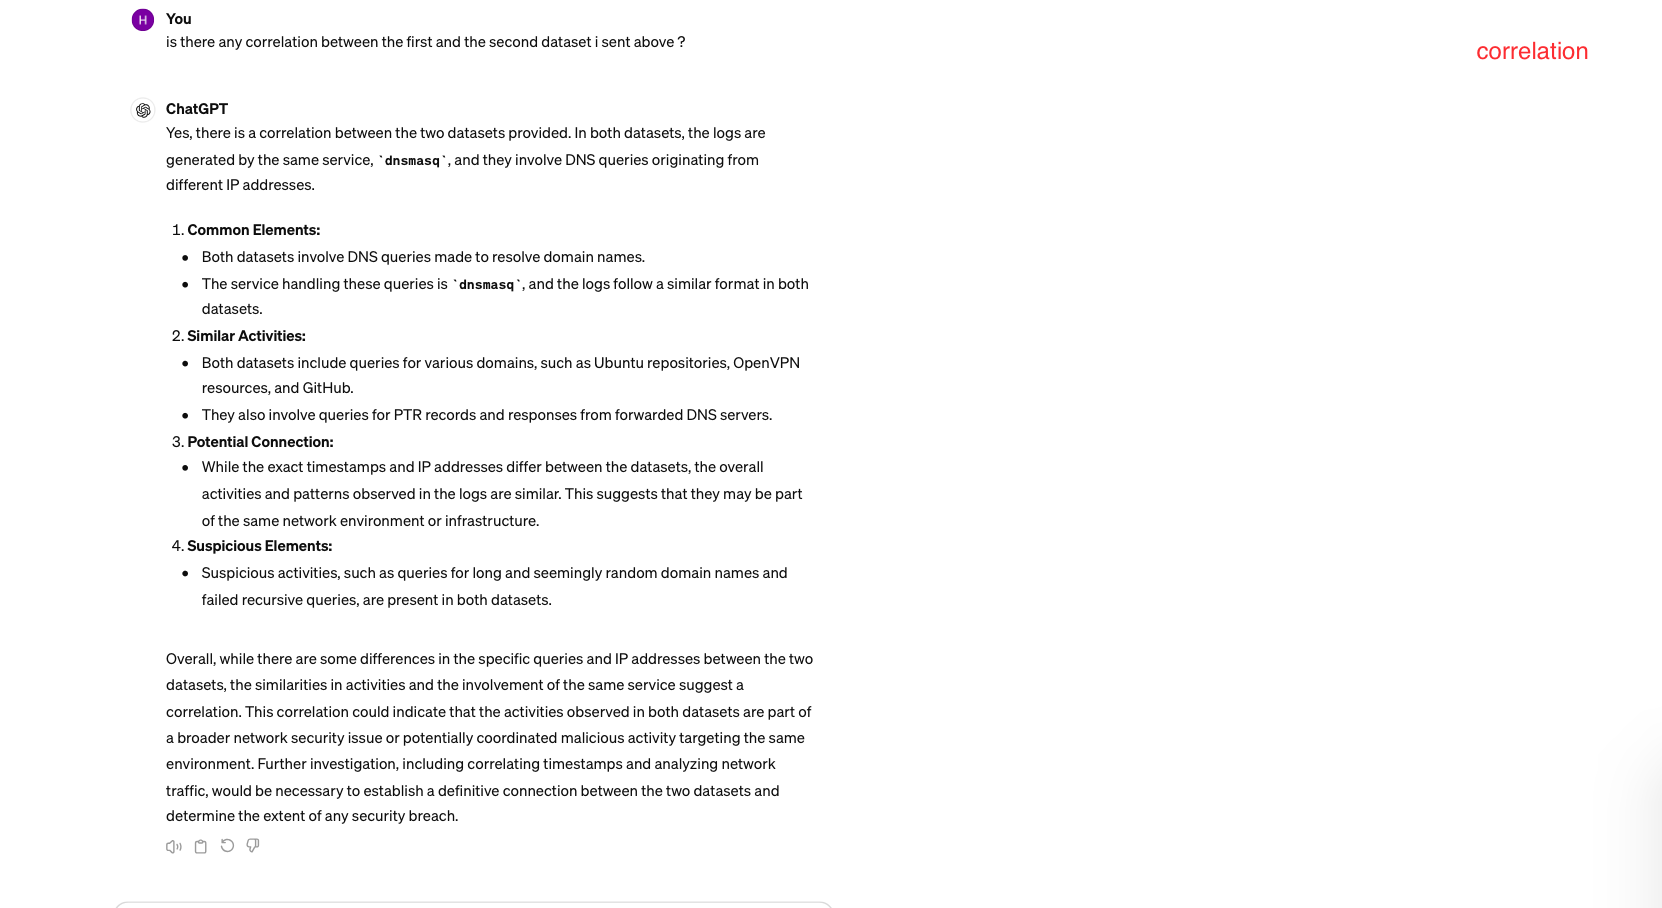 H
You
is there any correlation between the first and the second dataset i sent above ?
correlation
ChatGPT
Yes, there is a correlation between the two datasets provided. In both datasets, the logs are
generated by the same service, `dnsmasq`, and they involve DNS queries originating from
different IP addresses.
1. Common Elements:
• Both datasets involve DNS queries made to resolve domain names.
• The service handling these queries is `dnsmasq`, and the logs follow a similar format in both
datasets.
2. Similar Activities:
• Both datasets include queries for various domains, such as Ubuntu repositories, OpenVPN
resources, and GitHub.
• They also involve queries for PTR records and responses from forwarded DNS servers.
3. Potential Connection:
• While the exact timestamps and IP addresses differ between the datasets, the overall
activities and patterns observed in the logs are similar. This suggests that they may be part
of the same network environment or infrastructure.
4. Suspicious Elements:
• Suspicious activities, such as queries for long and seemingly random domain names and
failed recursive queries, are present in both datasets.
Overall, while there are some differences in the specific queries and IP addresses between the two
datasets, the similarities in activities and the involvement of the same service suggest a
correlation. This correlation could indicate that the activities observed in both datasets are part of
a broader network security issue or potentially coordinated malicious activity targeting the same
environment. Further investigation, including correlating timestamps and analyzing network
traffic, would be necessary to establish a definitive connection between the two datasets and
determine the extent of any security breach.